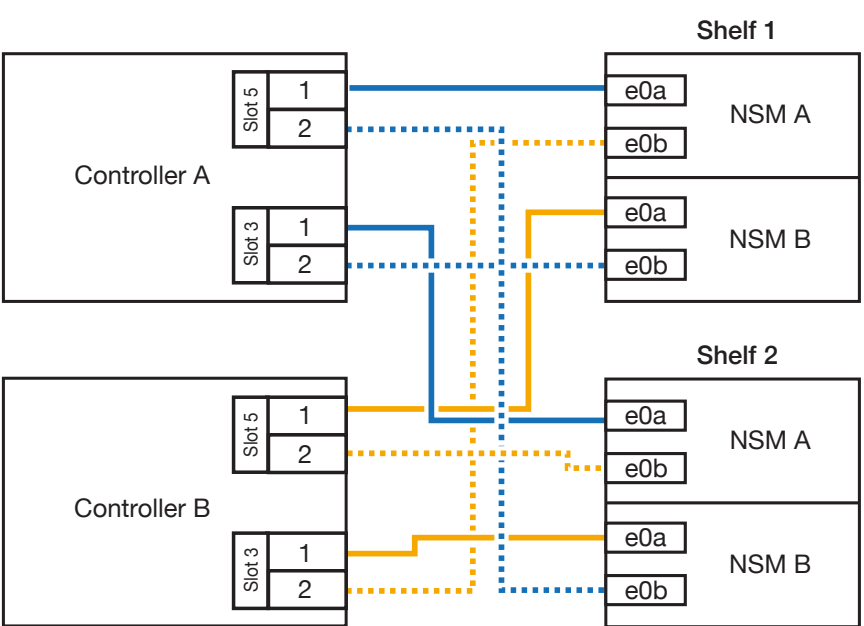 Shelf 1
Controller A
Slot 5
1
2
Slot 3
1
2
e0a
e0b
NSM A
e0a
e0b
NSM B
Shelf 2
Controller B
Slot 5
1
2
Slot 3
1
2
e0a
e0b
NSM A
e0a
e0b
NSM B